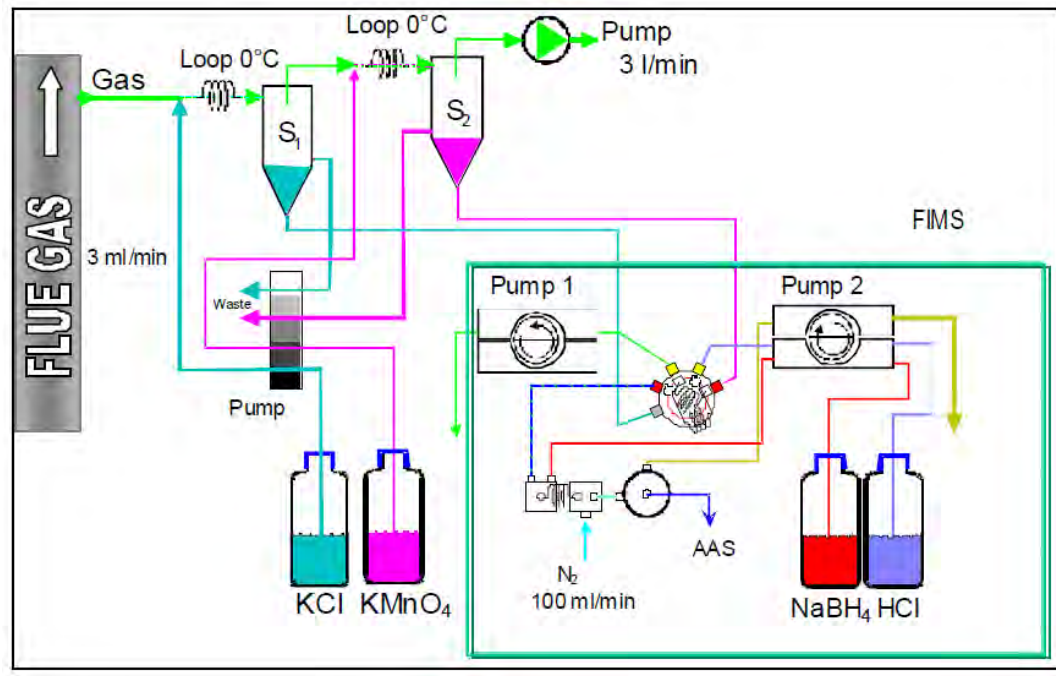 Loop 0°C
Loop 0°C
Pump
3 l/min
Gas
S1
S2
FLUE GAS
3 ml/min
FIMS
Waste
Pump
Pump 1
Pump 2
AAS
N2
100 ml/min
KCl KMnO4
NaBH4 HCl